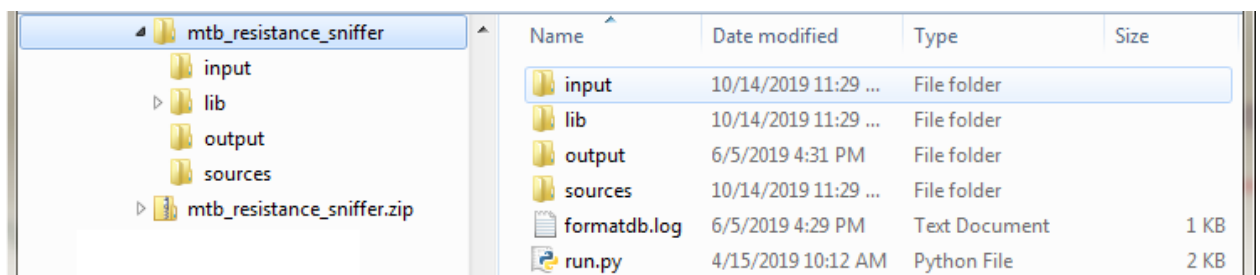 mtb_resistance_sniffer
input
lib
output
sources
mtb_resistance_sniffer.zip
Name Date modified Type Size
input 10/14/2019 11:29 ... File folder
lib 10/14/2019 11:29 ... File folder
output 6/5/2019 4:31 PM File folder
sources 10/14/2019 11:29 ... File folder
formatdb.log 6/5/2019 4:29 PM Text Document 1 KB
run.py 4/15/2019 10:12 AM Python File 2 KB